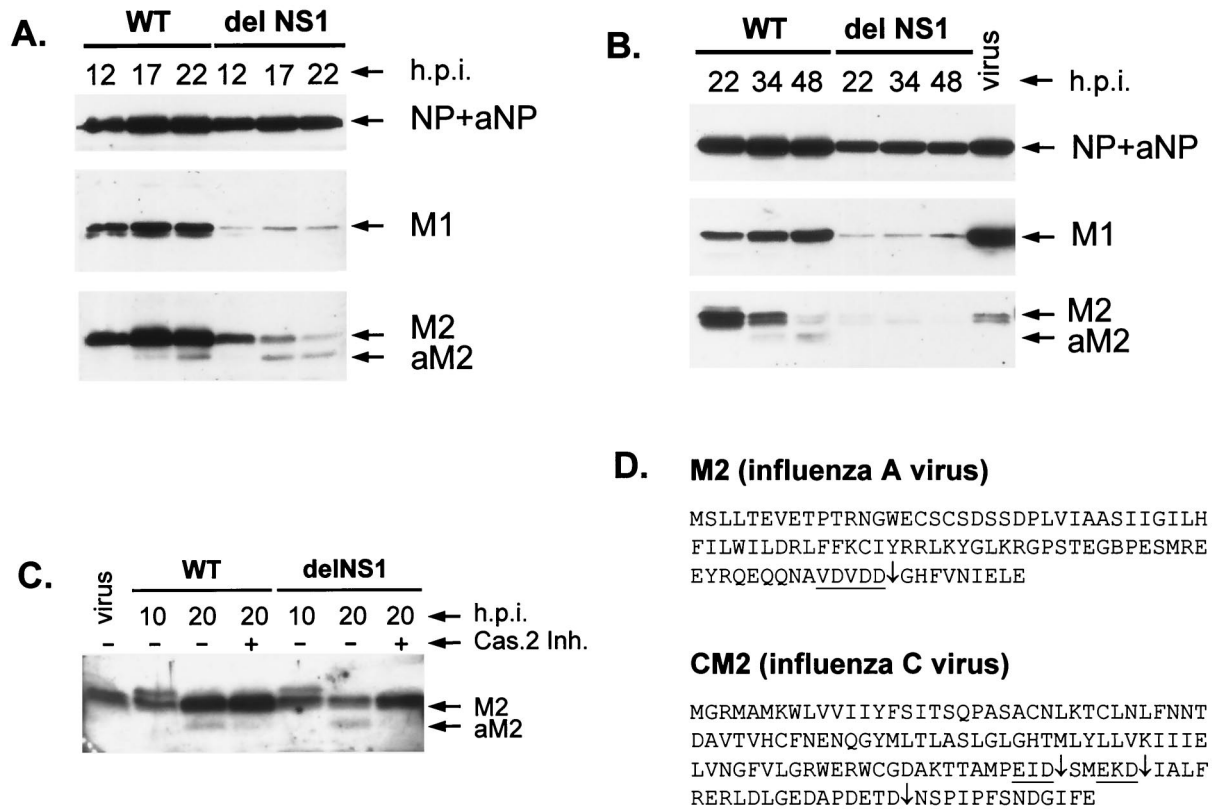 A.
WT del NS1
12 17 22 12 17 22 ← h.p.i.
← NP+aNP
← M1
← M2
← aM2
B.
WT del NS1 virus
22 34 48 22 34 48 ← h.p.i.
← NP+aNP
← M1
← M2
← aM2
C.
virus WT delNS1
10 20 20 10 20 20 ← h.p.i.
– – – + – – + ← Cas.2 Inh.
← M2
← aM2
D.
M2 (influenza A virus)
MSLLTEVETPTRNGWECSCSDSSDPLVIAASIIGILH
FILWILDRLFFKCIYRRLKYGLKRGPSTEGBPESMRE
EYRQEQQNAVDVDD↓GHFVNIELE
CM2 (influenza C virus)
MGRMAMKWLVVIIYFSITSQPASACNLKTCLNLFNNT
DAVTVHCFNENQGYMLTLASLGLGHTMLYLLVKIIIE
LVNGFVLGRWERWCGDAKTTAMPEID↓SMEKD↓IALF
RERLDLGEDAPDETD↓NSPIPFSNDGIFE